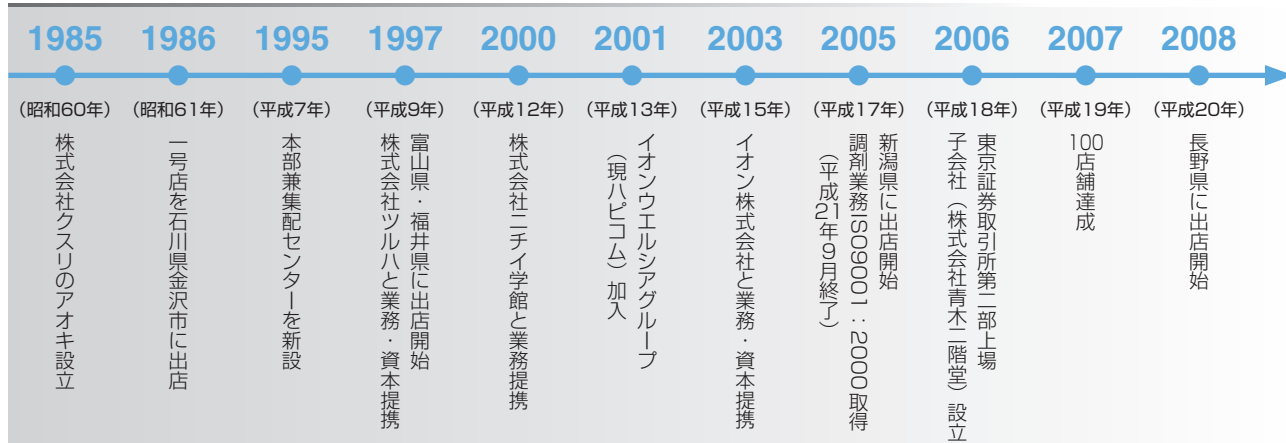 1985
(昭和60年)
株式会社クスリのアオキ設立
1986
(昭和61年)
一号店を石川県金沢市に出店
1995
(平成7年)
本部兼集配センターを新設
1997
(平成9年)
富山県・福井県に出店開始
株式会社ツルハと業務・資本提携
2000
(平成12年)
株式会社ニチイ学館と業務提携
2001
(平成13年)
イオンウエルシアグループ
(現ハピコム)加入
2003
(平成15年)
イオン株式会社と業務・資本提携
2005
(平成17年)
新潟県に出店開始
調剤業務ISO9001:2000取得
(平成21年9月終了)
2006
(平成18年)
東京証券取引所第二部上場
子会社(株式会社青木二階堂)設立
2007
(平成19年)
100店舗達成
2008
(平成20年)
長野県に出店開始